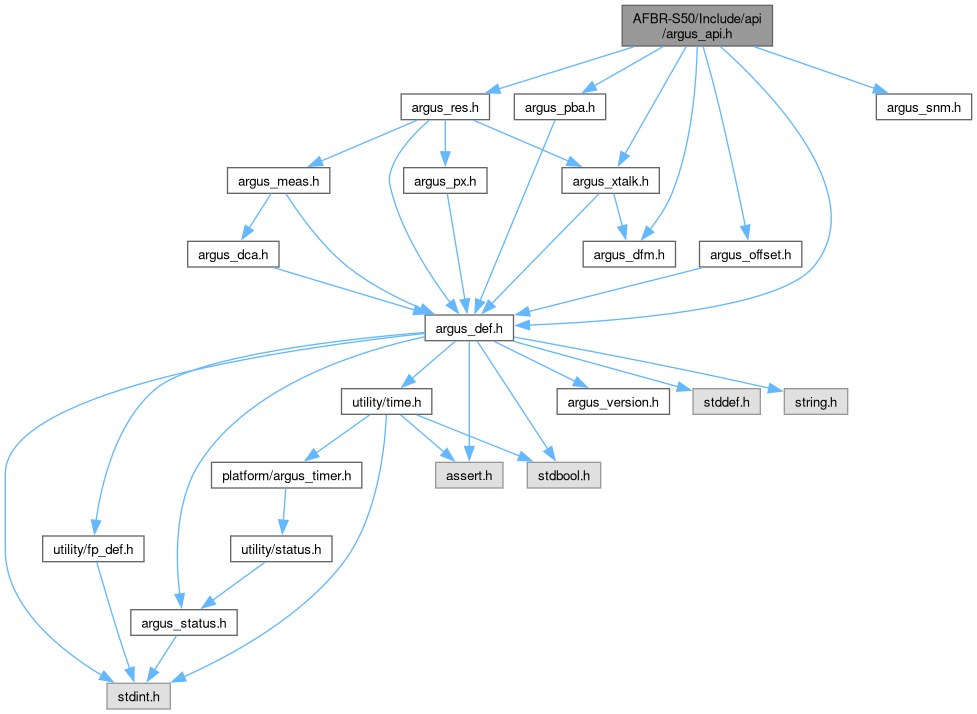 AFBR-S50/Include/api
/argus_api.h
argus_res.h
argus_pba.h
argus_snm.h
argus_meas.h
argus_px.h
argus_xtalk.h
argus_dca.h
argus_dfm.h
argus_offset.h
argus_def.h
utility/time.h
argus_version.h
stddef.h
string.h
platform/argus_timer.h
assert.h
stdbool.h
utility/fp_def.h
utility/status.h
argus_status.h
stdint.h